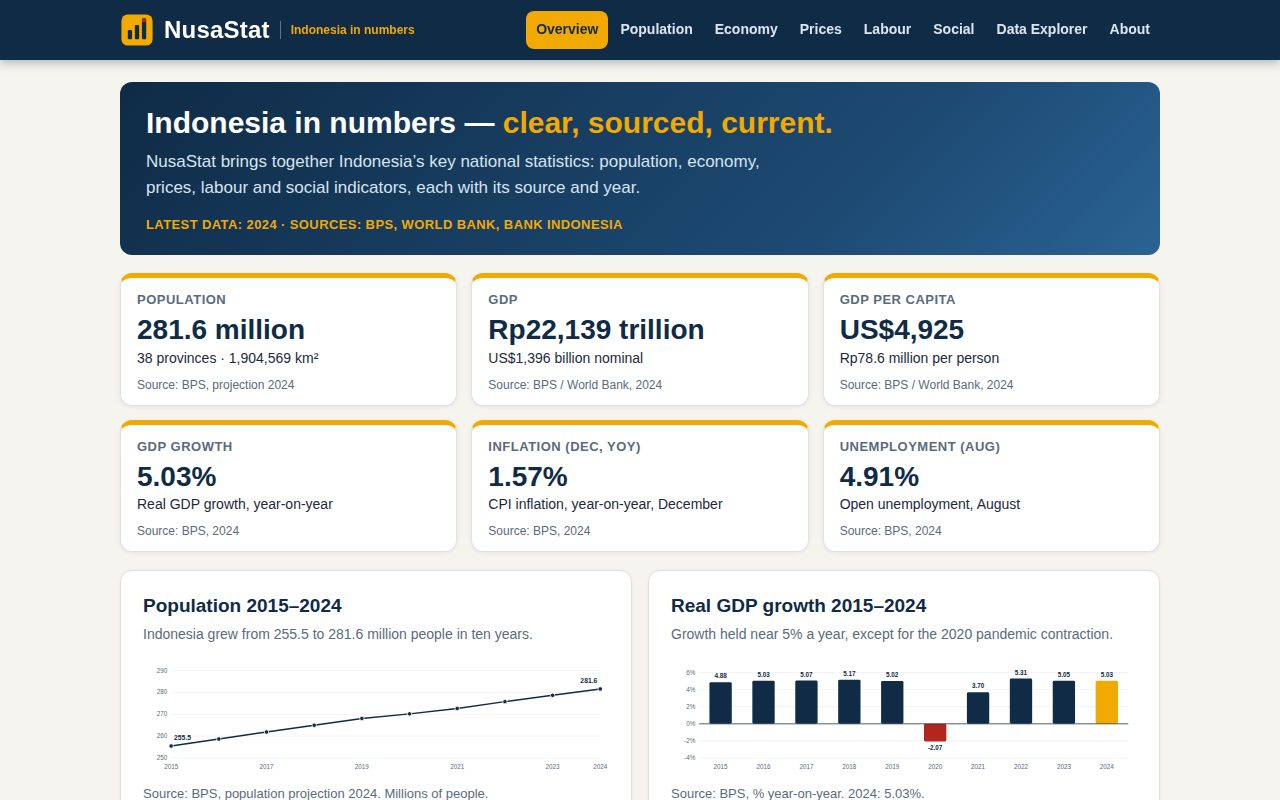 NusaStat
Indonesia in numbers
Overview Population Economy Prices Labour Social Data Explorer About
Indonesia in numbers — clear, sourced, current.
NusaStat brings together Indonesia’s key national statistics: population, economy,
prices, labour and social indicators, each with its source and year.
LATEST DATA: 2024 · SOURCES: BPS, WORLD BANK, BANK INDONESIA
POPULATION
281.6 million
38 provinces · 1,904,569 km²
Source: BPS, projection 2024
GDP
Rp22,139 trillion
US$1,396 billion nominal
Source: BPS / World Bank, 2024
GDP PER CAPITA
US$4,925
Rp78.6 million per person
Source: BPS / World Bank, 2024
GDP GROWTH
5.03%
Real GDP growth, year-on-year
Source: BPS, 2024
INFLATION (DEC, YOY)
1.57%
CPI inflation, year-on-year, December
Source: BPS, 2024
UNEMPLOYMENT (AUG)
4.91%
Open unemployment, August
Source: BPS, 2024
Population 2015–2024
Indonesia grew from 255.5 to 281.6 million people in ten years.
290
280
270
260
250
255.5
281.6
2015 2017 2019 2021 2023 2024
Source: BPS, population projection 2024. Millions of people.
Real GDP growth 2015–2024
Growth held near 5% a year, except for the 2020 pandemic contraction.
6%
4%
2%
0%
-2%
-4%
4.88 5.03 5.07 5.17 5.02 -2.07 3.70 5.31 5.05 5.03
2015 2016 2017 2018 2019 2020 2021 2022 2023 2024
Source: BPS, % year-on-year. 2024: 5.03%.